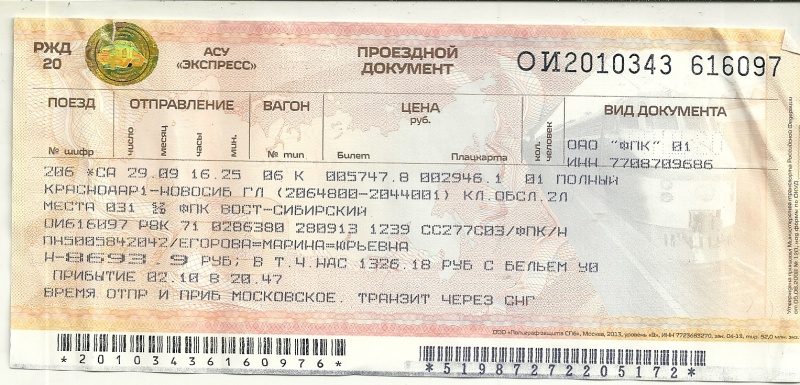 РЖД АСУ ПРОЕЗДНОЙ
20 «ЭКСПРЕСС» ДОКУМЕНТ ОИ2010343 616097
ПОЕЗД ОТПРАВЛЕНИЕ ВАГОН ЦЕНА ВИД ДОКУМЕНТА
руб.
№ шифр число месяц часы мин. № тип Билет Плацкарта кол. человек
ОАО "ФПК" 01
ИНН 7708709686
206 *СА 29.09 16.25 06 К 005747.8 002946.1 01 ПОЛНЫЙ
КРАСНОДАР1-НОВОСИБ ГЛ (2064800-2044001) КЛ.ОБСЛ.2Л
МЕСТА 031 ФПК ВОСТ-СИБИРСКИЙ
ОИ616097 Р8К 71 0286380 280913 1239 СС277С03/ФПК/Н
ПН5005842042/ЕГОРОВА=МАРИНА=ЮРЬЕВНА
Н-8693.9 РУБ; В Т.Ч.НАС 1326.18 РУБ С БЕЛЬЕМ У0
ПРИБЫТИЕ 02.10 В 20.47
ВРЕМЯ ОТПР И ПРИБ МОСКОВСКОЕ. ТРАНЗИТ ЧЕРЕЗ СНГ
*20103436160976*
*519872722051 72*